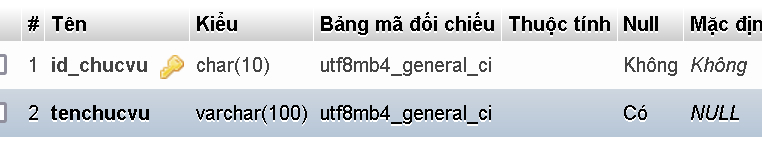 # Tên Kiểu Bảng mã đối chiếu Thuộc tính Null Mặc địn
1 id_chucvu char(10) utf8mb4_general_ci Không Không
2 tenchucvu varchar(100) utf8mb4_general_ci Có NULL